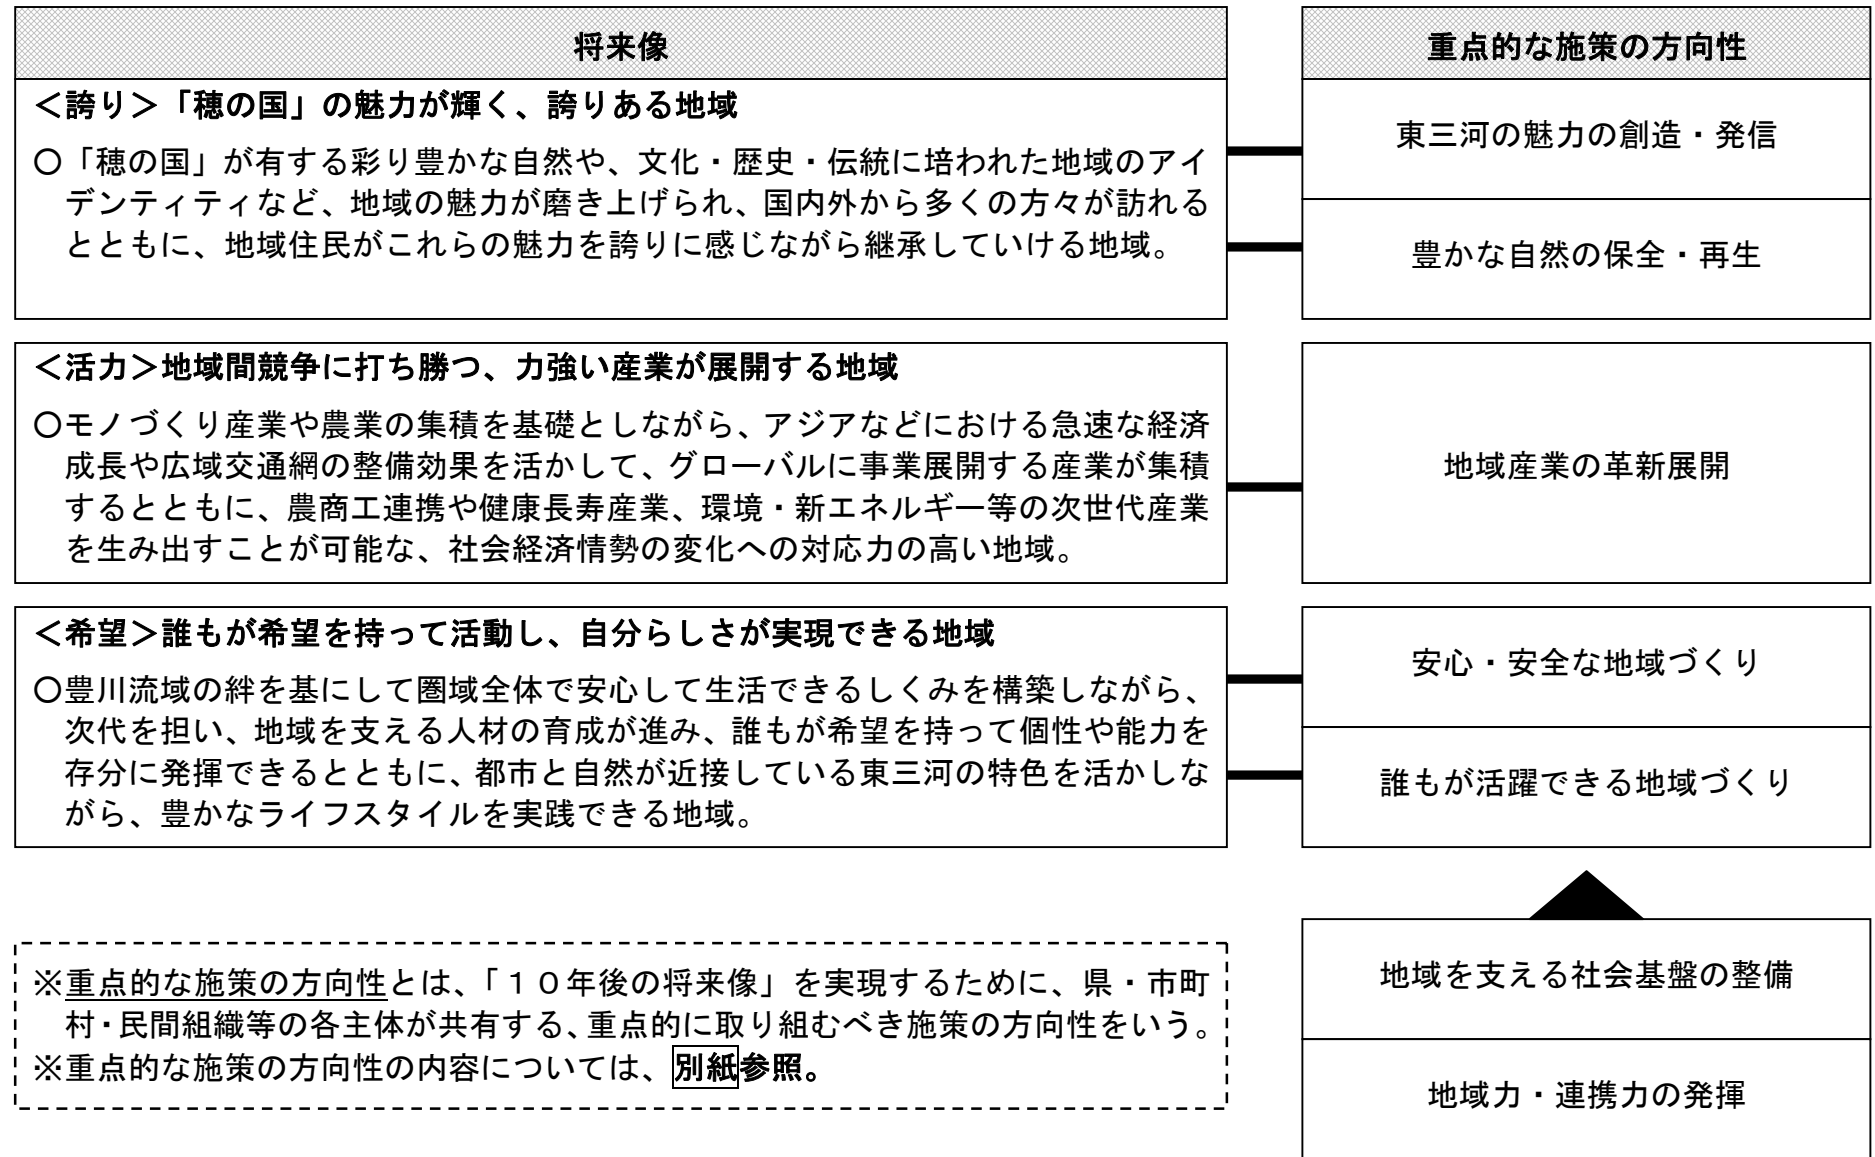 将来像
重点的な施策の方向性
＜誇り＞「穂の国」の魅力が輝く、誇りある地域
〇「穂の国」が有する彩り豊かな自然や、文化・歴史・伝統に培われた地域のアイ
デンティティなど、地域の魅力が磨き上げられ、国内外から多くの方々が訪れる
とともに、地域住民がこれらの魅力を誇りに感じながら継承していける地域。
東三河の魅力の創造・発信
豊かな自然の保全・再生
＜活力＞地域間競争に打ち勝つ、力強い産業が展開する地域
〇モノづくり産業や農業の集積を基礎としながら、アジアなどにおける急速な経済
成長や広域交通網の整備効果を活かして、グローバルに事業展開する産業が集積
するとともに、農商工連携や健康長寿産業、環境・新エネルギー等の次世代産業
を生み出すことが可能な、社会経済情勢の変化への対応力の高い地域。
地域産業の革新展開
＜希望＞誰もが希望を持って活動し、自分らしさが実現できる地域
〇豊川流域の絆を基にして圏域全体で安心して生活できるしくみを構築しながら、
次代を担い、地域を支える人材の育成が進み、誰もが希望を持って個性や能力を
存分に発揮できるとともに、都市と自然が近接している東三河の特色を活かしな
がら、豊かなライフスタイルを実践できる地域。
安心・安全な地域づくり
誰もが活躍できる地域づくり
※重点的な施策の方向性とは、「１０年後の将来像」を実現するために、県・市町
村・民間組織等の各主体が共有する、重点的に取り組むべき施策の方向性をいう。
※重点的な施策の方向性の内容については、別紙参照。
地域を支える社会基盤の整備
地域力・連携力の発揮